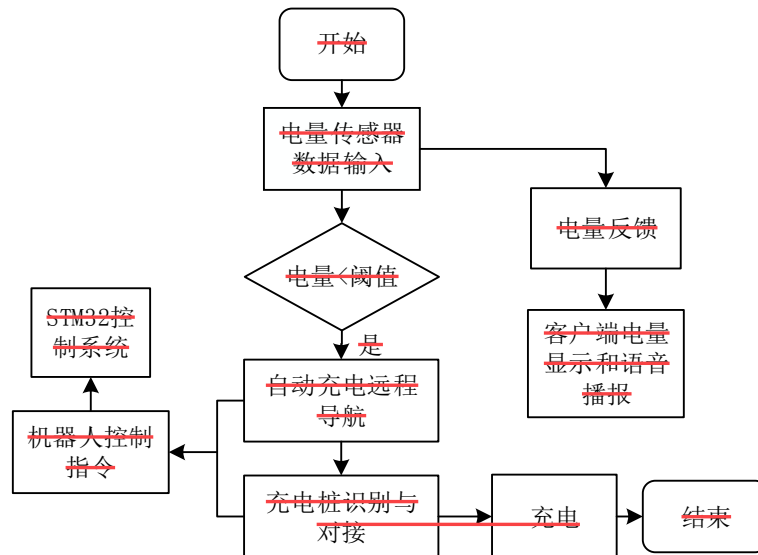 开始
电量传感器
数据输入
电量反馈
电量<阈值
STM32控
制系统
客户端电量
显示和语音
播报
是
自动充电远程
导航
机器人控制
指令
充电桩识别与
对接
充电
结束